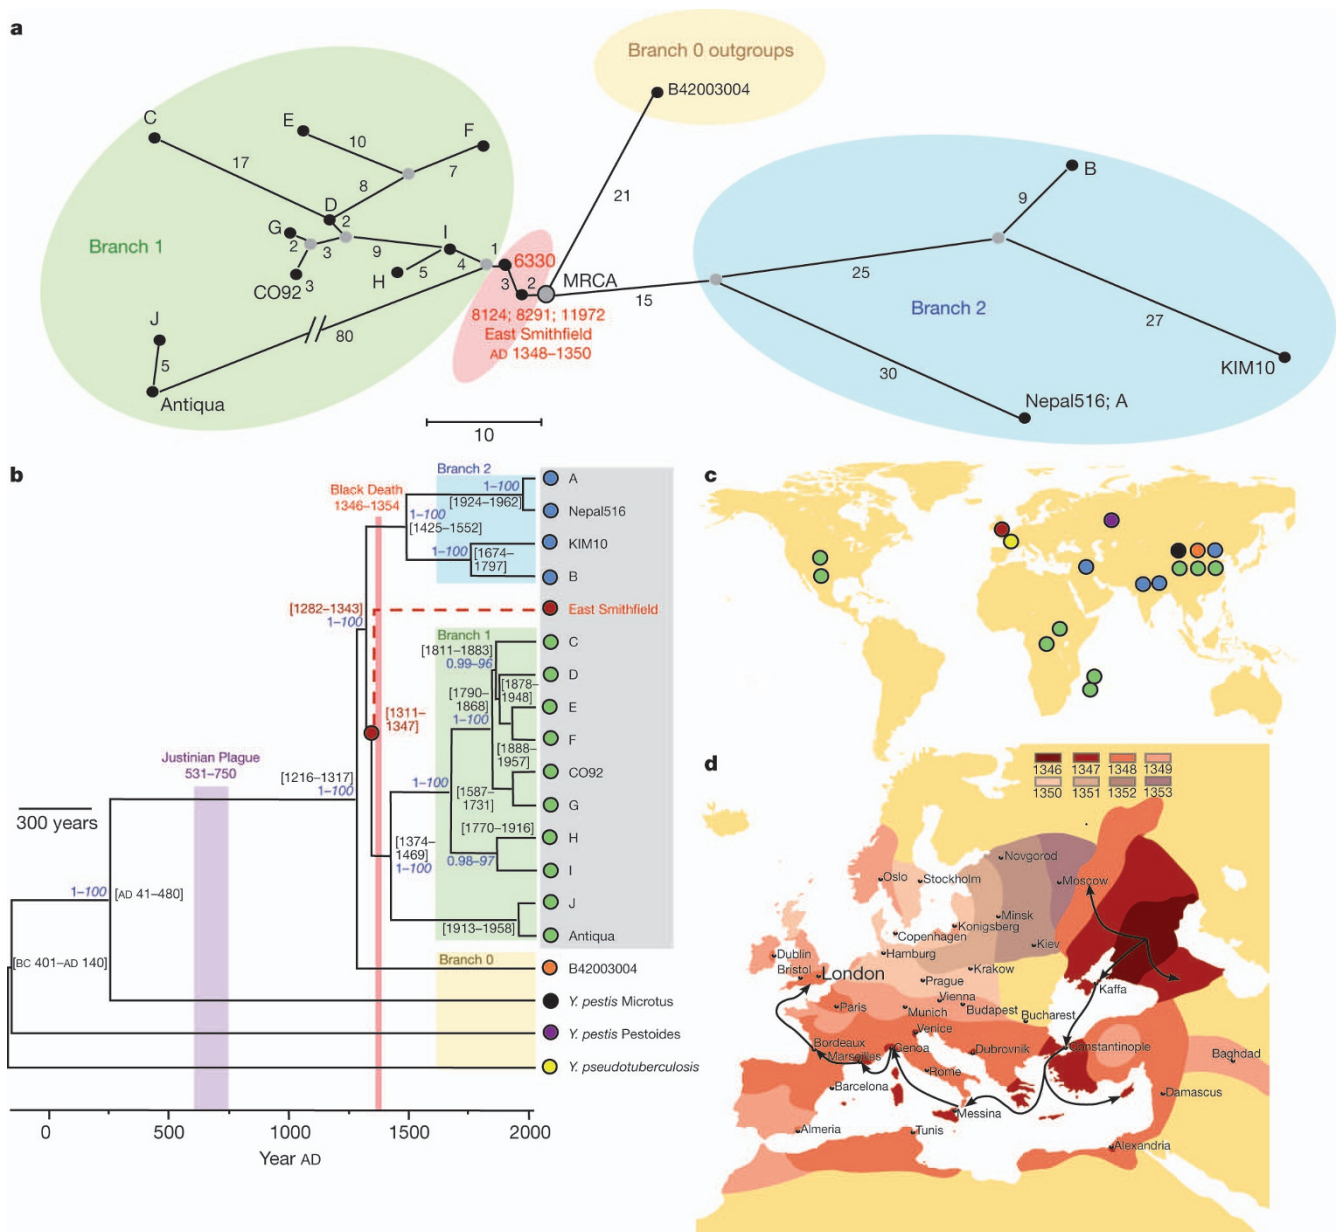 a
Branch 0 outgroups
B42003004
C
E
F
10
17
7
8
D
2
G
2
3
9
I
1
6330
21
B
9
Branch 1
CO92
3
H
5
4
3
2
MRCA
15
25
Branch 2
27
8124; 8291; 11972
East Smithfield
AD 1348–1350
J
5
80
Antiqua
30
KIM10
Nepal516; A
10
b
Branch 2
Black Death
1346–1354
1–100
[1924–1962]
A
Nepal516
1–100
[1425–1552]
1–100
[1674–
1797]
KIM10
B
[1282–1343]
1–100
East Smithfield
Branch 1
[1811–1883]
0.99–96
C
D
[1878–
1948]
[1790–
1868]
1–100
E
F
[1311–
1347]
[1888–
1957]
CO92
G
Justinian Plague
531–750
[1216–1317]
1–100
1–100
[1587–
1731]
[1770–1916]
H
0.98–97
I
[1374–
1469]
1–100
J
[1913–1958]
Antiqua
300 years
1–100
[AD 41–480]
Branch 0
B42003004
[BC 401–AD 140]
Y. pestis Microtus
Y. pestis Pestoides
Y. pseudotuberculosis
0
500
1000
1500
2000
Year AD
c
d
1346
1347
1348
1349
1350
1351
1352
1353
Novgorod
Oslo
Stockholm
Moscow
Minsk
Konigsberg
Copenhagen
Kiev
Dublin
Hamburg
Bristol
London
Krakow
Prague
Kaffa
Vienna
Paris
Munich
Budapest
Bucharest
Venice
Bordeaux
Genoa
Dubrovnik
Constantinople
Marseilles
Baghdad
Rome
Barcelona
Damascus
Messina
Almeria
Tunis
Alexandria